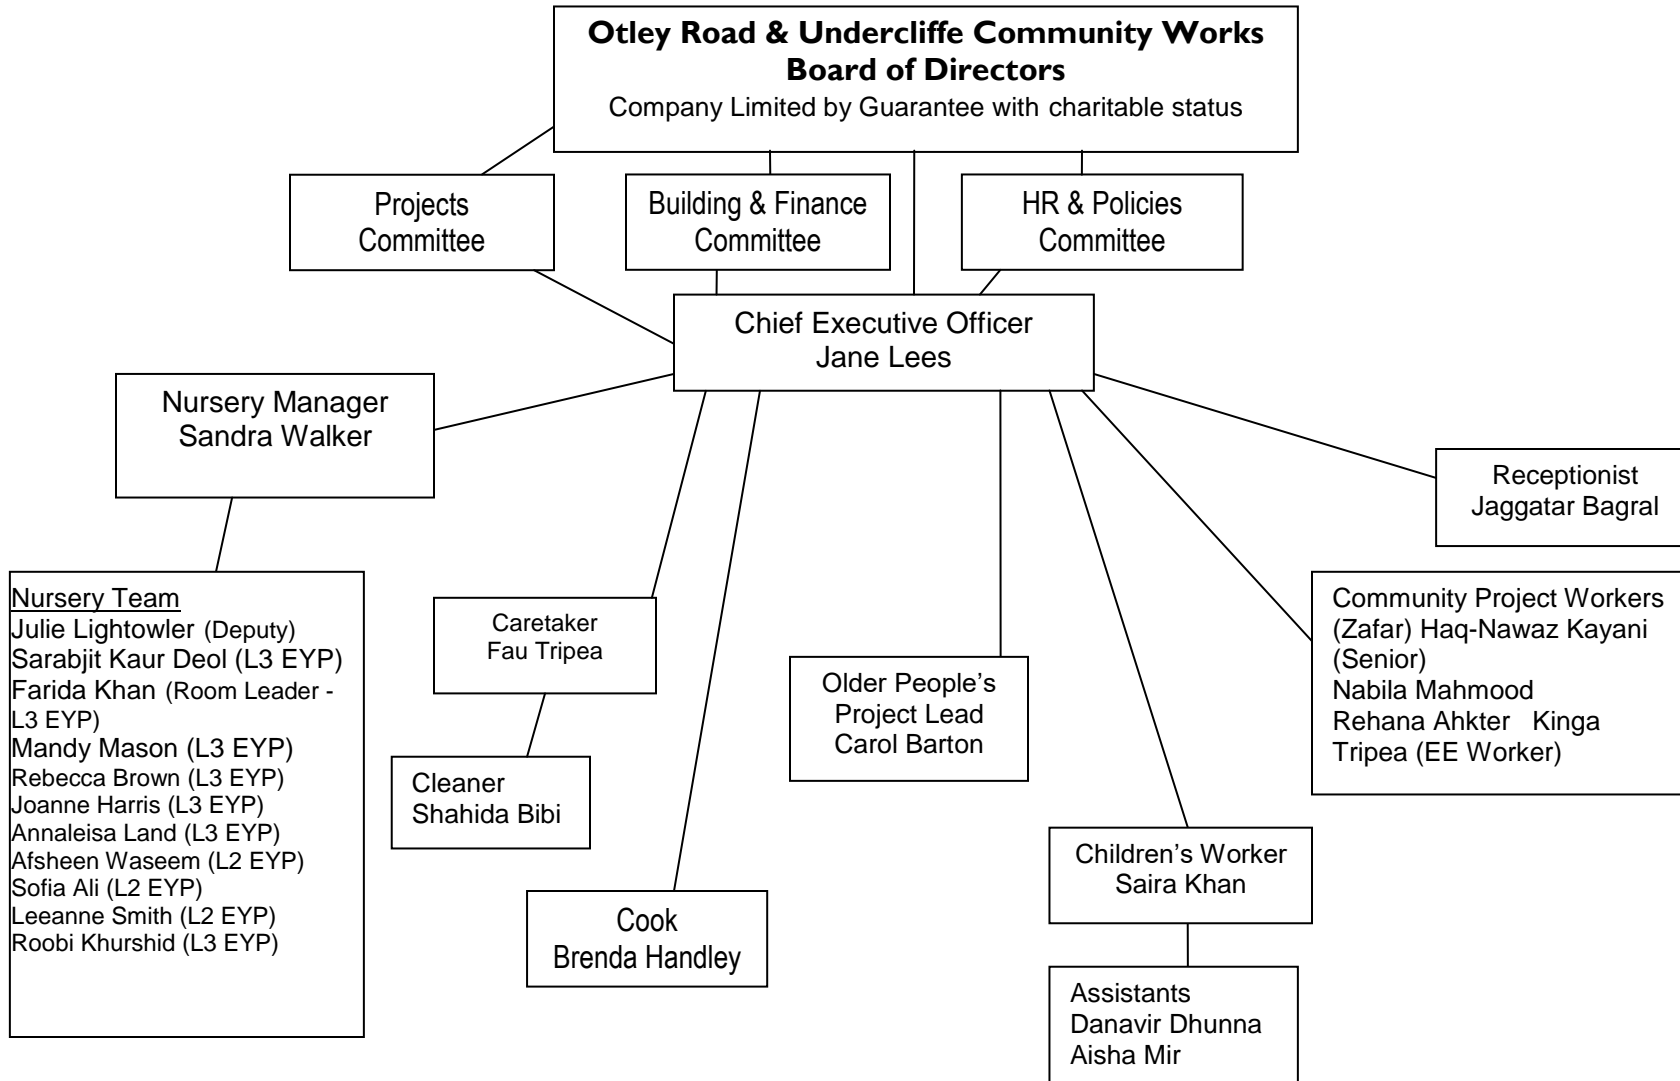 Otley Road & Undercliffe Community Works
Board of Directors
Company Limited by Guarantee with charitable status
Projects
Committee
Building & Finance
Committee
HR & Policies
Committee
Chief Executive Officer
Jane Lees
Nursery Manager
Sandra Walker
Receptionist
Jaggatar Bagral
Nursery Team
Julie Lightowler (Deputy)
Sarabjit Kaur Deol (L3 EYP)
Farida Khan (Room Leader -
L3 EYP)
Mandy Mason (L3 EYP)
Rebecca Brown (L3 EYP)
Joanne Harris (L3 EYP)
Annaleisa Land (L3 EYP)
Afsheen Waseem (L2 EYP)
Sofia Ali (L2 EYP)
Leeanne Smith (L2 EYP)
Roobi Khurshid (L3 EYP)
Caretaker
Fau Tripea
Cleaner
Shahida Bibi
Cook
Brenda Handley
Older People’s
Project Lead
Carol Barton
Community Project Workers
(Zafar) Haq-Nawaz Kayani
(Senior)
Nabila Mahmood
Rehana Ahkter Kinga
Tripea (EE Worker)
Children’s Worker
Saira Khan
Assistants
Danavir Dhunna
Aisha Mir